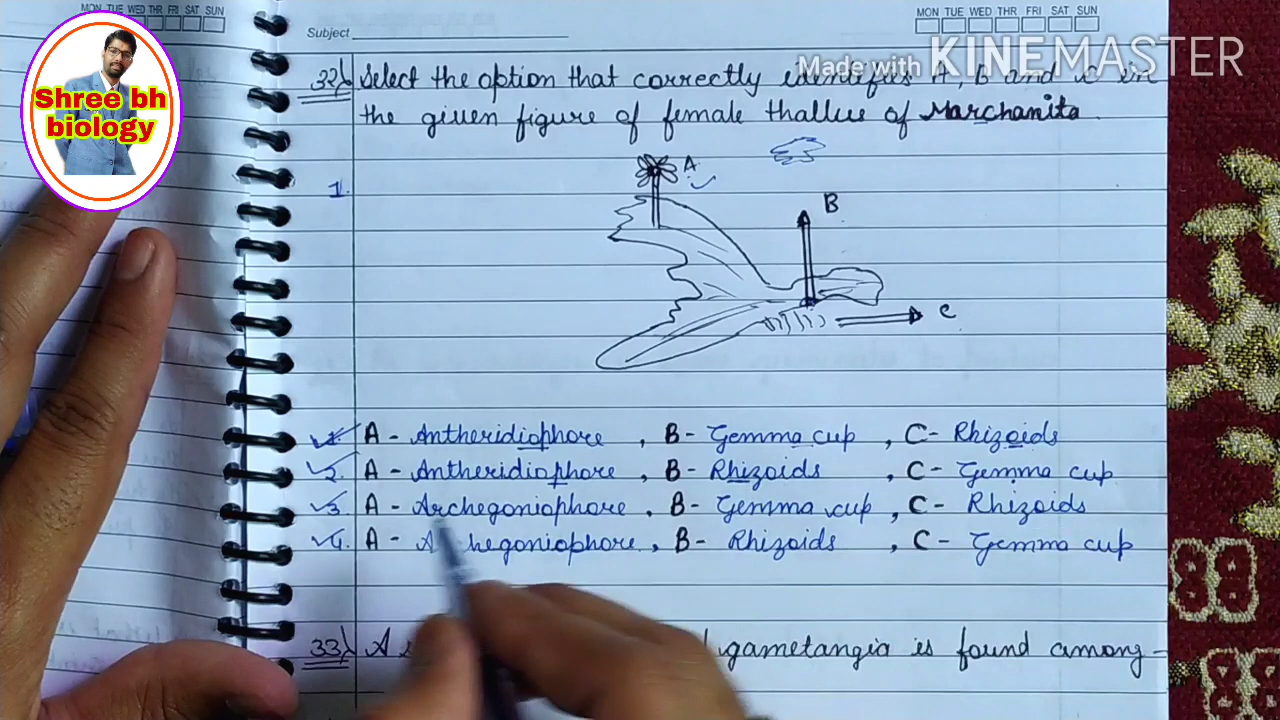 MON TUE WED THR FRI SAT SUN
MON TUE WED THR FRI SAT SUN
Subject
Made with KINEMASTER
Shree bh
biology
32) Select the option that correctly identifies A, B and C in
the given figure of female thallus of Marchanita
1.
A
B
C
1. A - Antheridiophore , B - Gemma cup , C - Rhizoids
2. A - Antheridiophore , B - Rhizoids , C - Gemma cup
3. A - Archegoniophore , B - Gemma cup , C - Rhizoids
4. A - Archegoniophore , B - Rhizoids , C - Gemma cup
33) A gametangia is found among -